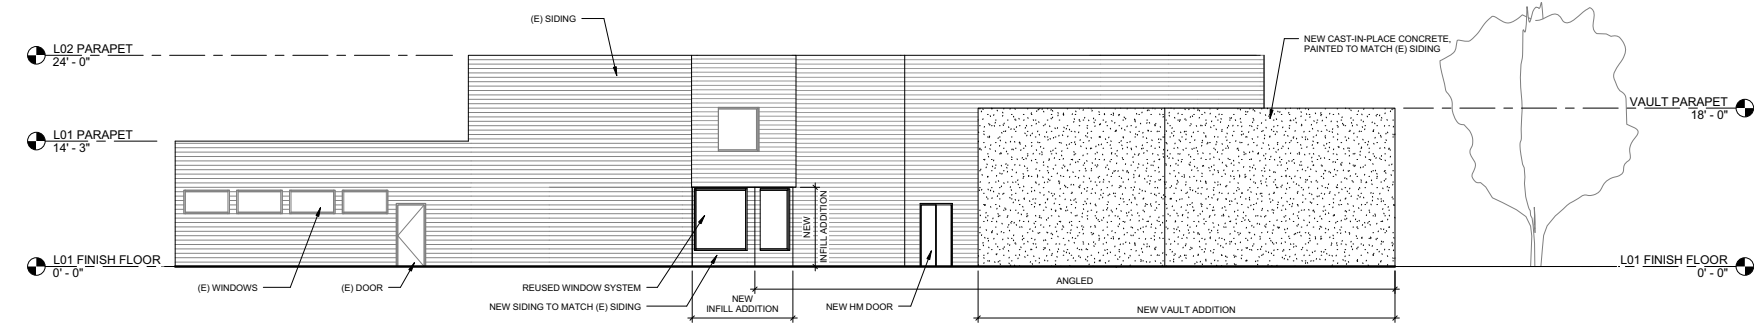 (E) SIDING
L02 PARAPET
24' - 0"
NEW CAST-IN-PLACE CONCRETE,
PAINTED TO MATCH (E) SIDING
VAULT PARAPET
18' - 0"
L01 PARAPET
14' - 3"
NEW
INFILL ADDITION
L01 FINISH FLOOR
0' - 0"
L01 FINISH FLOOR
0' - 0"
(E) WINDOWS
(E) DOOR
REUSED WINDOW SYSTEM
ANGLED
NEW SIDING TO MATCH (E) SIDING
NEW
INFILL ADDITION
NEW HM DOOR
NEW VAULT ADDITION